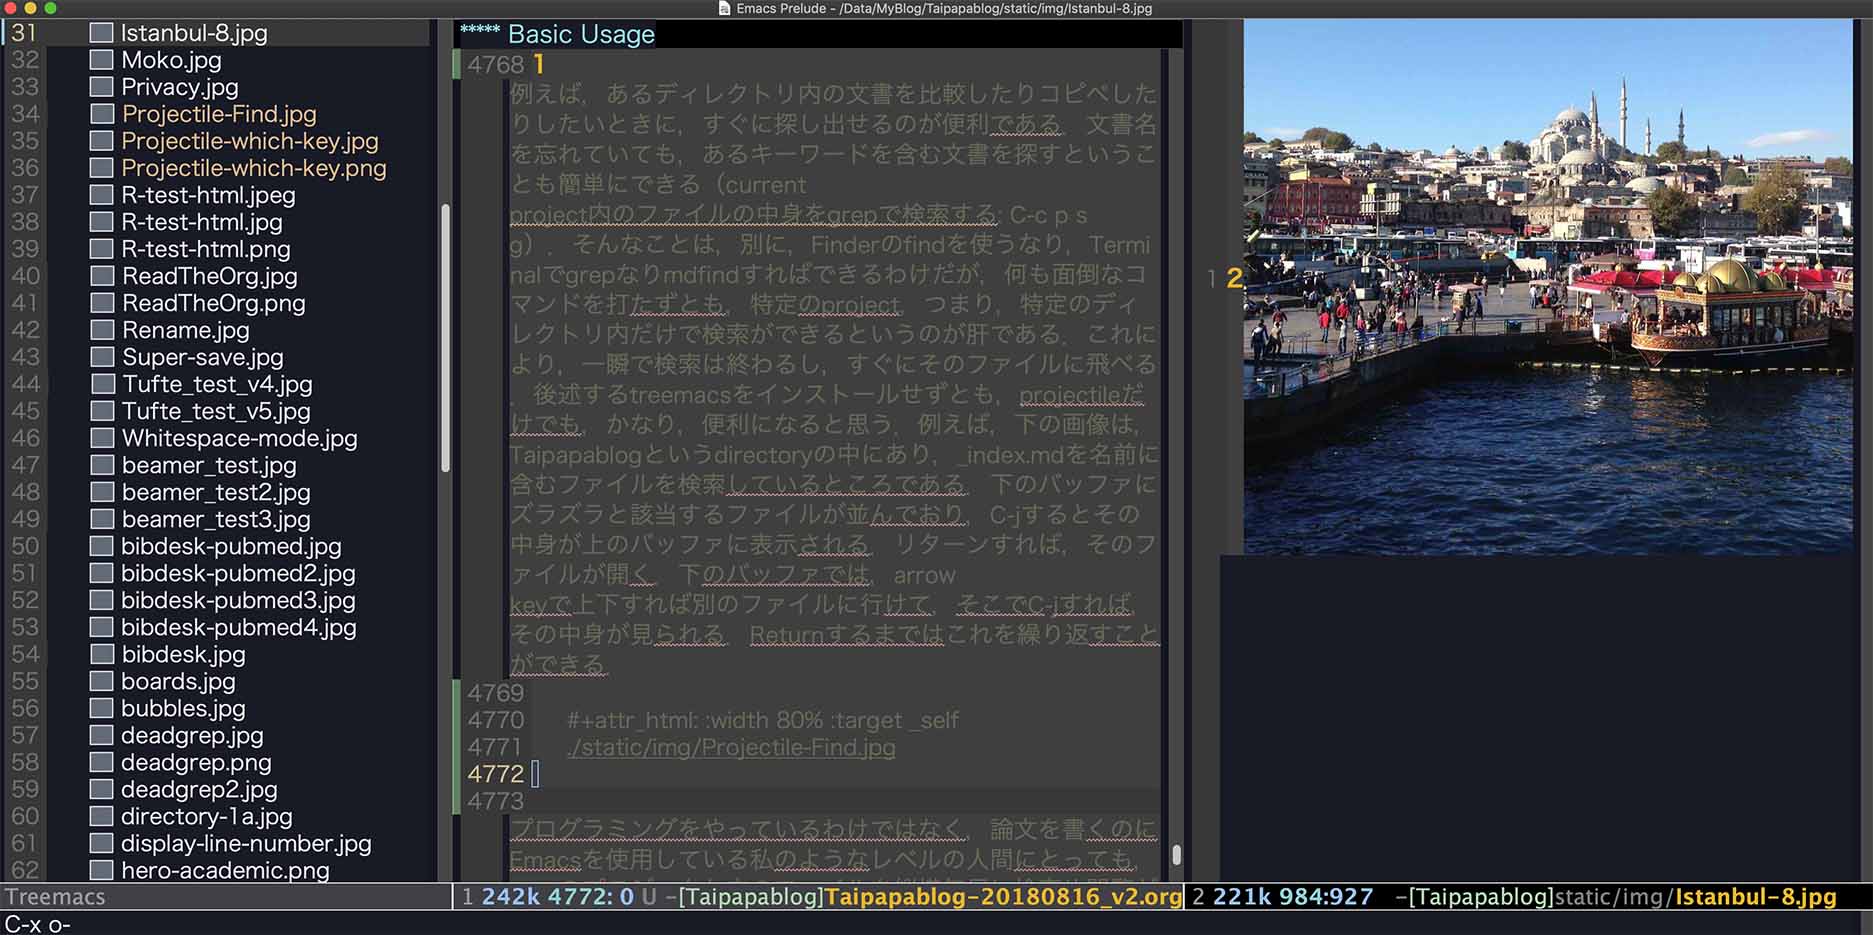 Emacs Prelude - /Data/MyBlog/Taipapablog/static/img/Istanbul-8.jpg
31 Istanbul-8.jpg
32 Moko.jpg
33 Privacy.jpg
34 Projectile-Find.jpg
35 Projectile-which-key.jpg
36 Projectile-which-key.png
37 R-test-html.jpeg
38 R-test-html.jpg
39 R-test-html.png
40 ReadTheOrg.jpg
41 ReadTheOrg.png
42 Rename.jpg
43 Super-save.jpg
44 Tufte_test_v4.jpg
45 Tufte_test_v5.jpg
46 Whitespace-mode.jpg
47 beamer_test.jpg
48 beamer_test2.jpg
49 beamer_test3.jpg
50 bibdesk-pubmed.jpg
51 bibdesk-pubmed2.jpg
52 bibdesk-pubmed3.jpg
53 bibdesk-pubmed4.jpg
54 bibdesk.jpg
55 boards.jpg
56 bubbles.jpg
57 deadgrep.jpg
58 deadgrep.png
59 deadgrep2.jpg
60 directory-1a.jpg
61 display-line-number.jpg
62 hero-academic.png
***** Basic Usage
4768 1
例えば，あるディレクトリ内の文書を比較したりコピペした
りしたいときに，すぐに探し出せるのが便利である．文書名
を忘れていても，あるキーワードを含む文書を探すというこ
とも簡単にできる（current
project内のファイルの中身をgrepで検索する: C-c p s
g）．そんなことは，別に，Finderのfindを使うなり，Termi
nalでgrepなりmdfindすればできるわけだが，何も面倒なコ
マンドを打たずとも，特定のproject，つまり，特定のディ
レクトリ内だけで検索ができるというのが肝である．これに
より，一瞬で検索は終わるし，すぐにそのファイルに飛べる
．後述するtreemacsをインストールせずとも，projectileだ
けでも，かなり，便利になると思う．例えば，下の画像は，
Taipapablogというdirectoryの中にあり，_index.mdを名前に
含むファイルを検索しているところである．下のバッファに
ズラズラと該当するファイルが並んでおり，C-jするとその
中身が上のバッファに表示される．リターンすれば，そのフ
ァイルが開く．下のバッファでは，arrow
keyで上下すれば別のファイルに行けて，そこでC-jすれば，
その中身が見られる．Returnするまではこれを繰り返すこと
ができる．
4769
4770 #+attr_html: :width 80% :target _self
4771 ./static/img/Projectile-Find.jpg
4772
4773
プログラミングをやっているわけではなく，論文を書くのに
Emacsを使用している私のようなレベルの人間にとっても，
1 2
Treemacs
1 242k 4772: 0 U -[Taipapablog]Taipapablog-20180816_v2.org
2 221k 984:927 -[Taipapablog]static/img/Istanbul-8.jpg
C-x o-